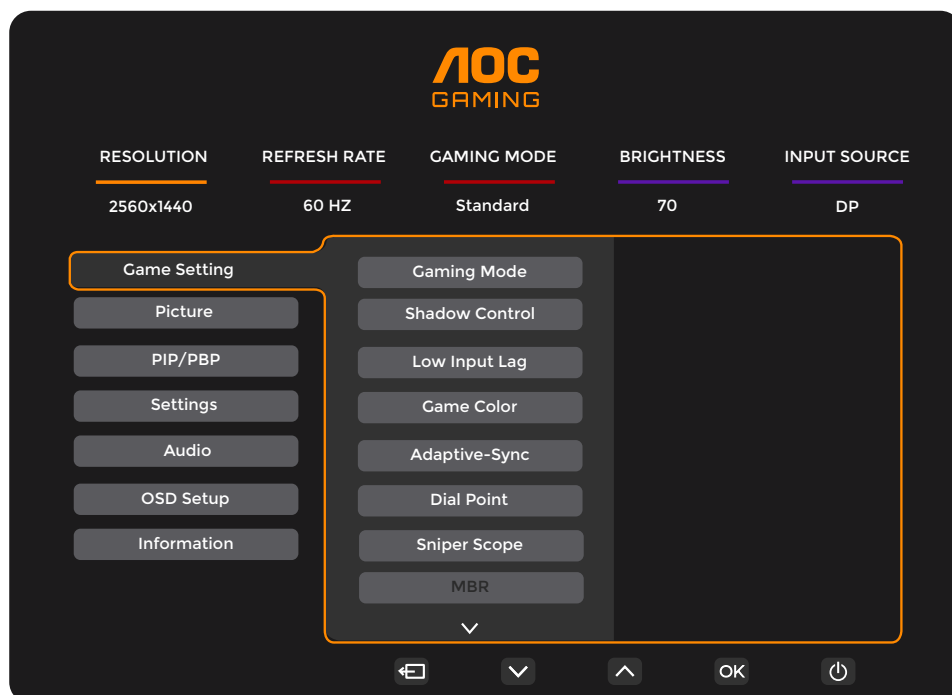 AOC
GAMING
RESOLUTION REFRESH RATE GAMING MODE BRIGHTNESS INPUT SOURCE
2560x1440 60 HZ Standard 70 DP
Game Setting
Picture
PIP/PBP
Settings
Audio
OSD Setup
Information
Gaming Mode
Shadow Control
Low Input Lag
Game Color
Adaptive-Sync
Dial Point
Sniper Scope
MBR
OK